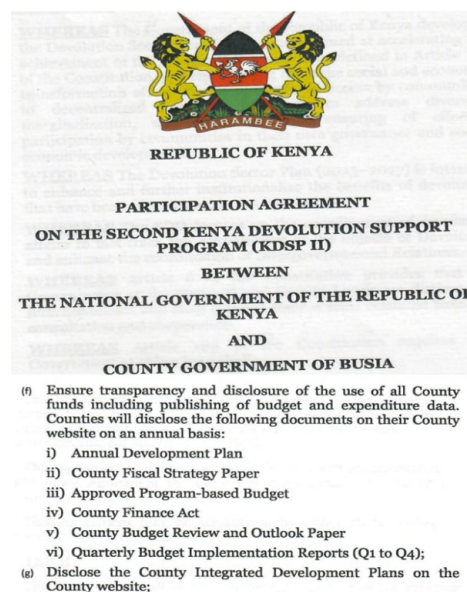 HARAMBEE
REPUBLIC OF KENYA
PARTICIPATION AGREEMENT
ON THE SECOND KENYA DEVOLUTION SUPPORT
PROGRAM (KDSP II)
BETWEEN
THE NATIONAL GOVERNMENT OF THE REPUBLIC OF
KENYA
AND
COUNTY GOVERNMENT OF BUSIA
(f) Ensure transparency and disclosure of the use of all County
funds including publishing of budget and expenditure data.
Counties will disclose the following documents on their County
website on an annual basis:
i) Annual Development Plan
ii) County Fiscal Strategy Paper
iii) Approved Program-based Budget
iv) County Finance Act
v) County Budget Review and Outlook Paper
vi) Quarterly Budget Implementation Reports (Q1 to Q4);
(g) Disclose the County Integrated Development Plans on the
County website;